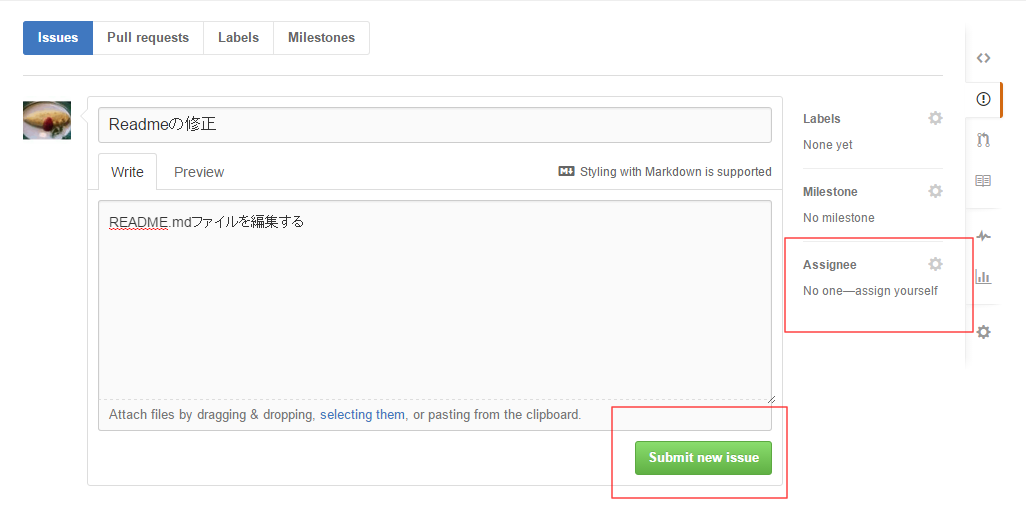 Issues Pull requests Labels Milestones
Readmeの修正
Write Preview Styling with Markdown is supported
README.mdファイルを編集する
Attach files by dragging & dropping, selecting them, or pasting from the clipboard.
Submit new issue
Labels
None yet
Milestone
No milestone
Assignee
No one—assign yourself